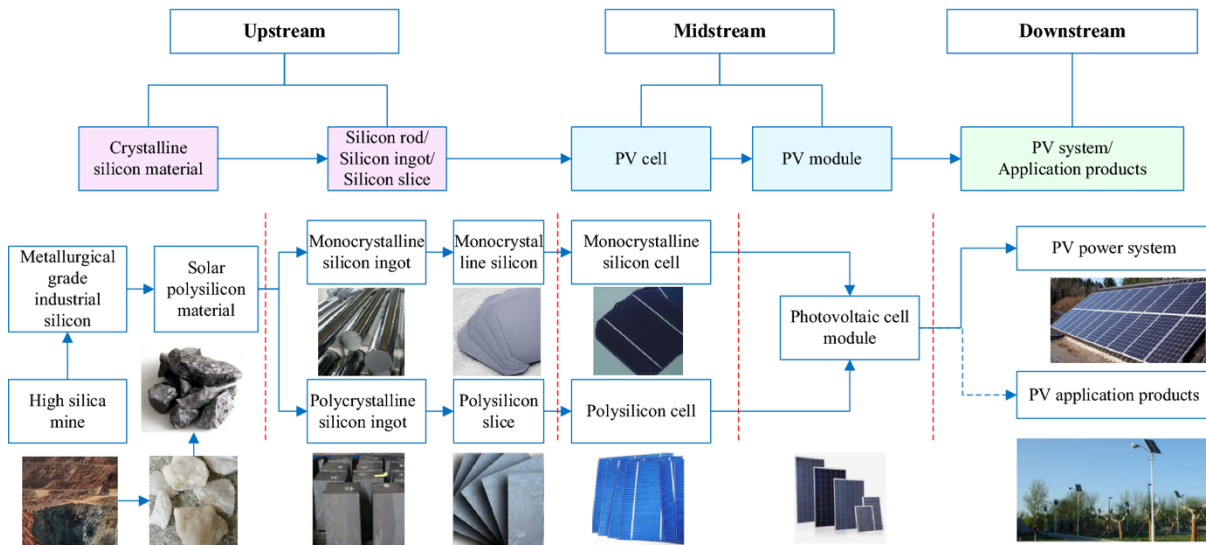 Upstream
Midstream
Downstream
Crystalline
silicon material
Silicon rod/
Silicon ingot/
Silicon slice
PV cell
PV module
PV system/
Application products
Metallurgical
grade
industrial
silicon
Solar
polysilicon
material
Monocrystalline
silicon ingot
Monocrystal
line silicon
Monocrystalline
silicon cell
PV power system
Photovoltaic cell
module
High silica
mine
Polycrystalline
silicon ingot
Polysilicon
slice
Polysilicon cell
PV application products